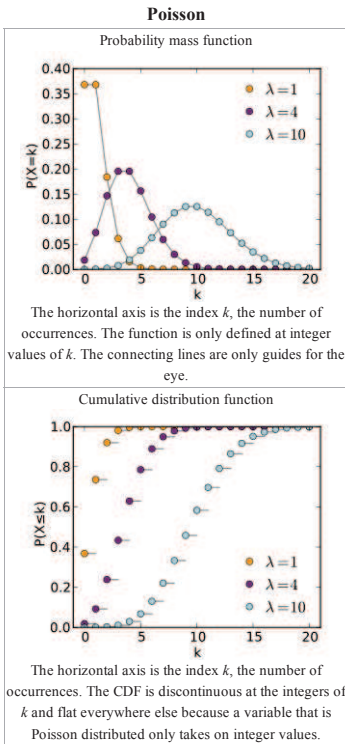 Poisson
Probability mass function
0.40
0.35
0.30
0.25
0.20
0.15
0.10
0.05
0.00
P(X=k)
λ=1
λ=4
λ=10
0 5 10 15 20
k
The horizontal axis is the index k, the number of
occurrences. The function is only defined at integer
values of k. The connecting lines are only guides for the
eye.
Cumulative distribution function
1.0
0.8
0.6
0.4
0.2
0.0
P(X≤k)
λ=1
λ=4
λ=10
0 5 10 15 20
k
The horizontal axis is the index k, the number of
occurrences. The CDF is discontinuous at the integers of
k and flat everywhere else because a variable that is
Poisson distributed only takes on integer values.